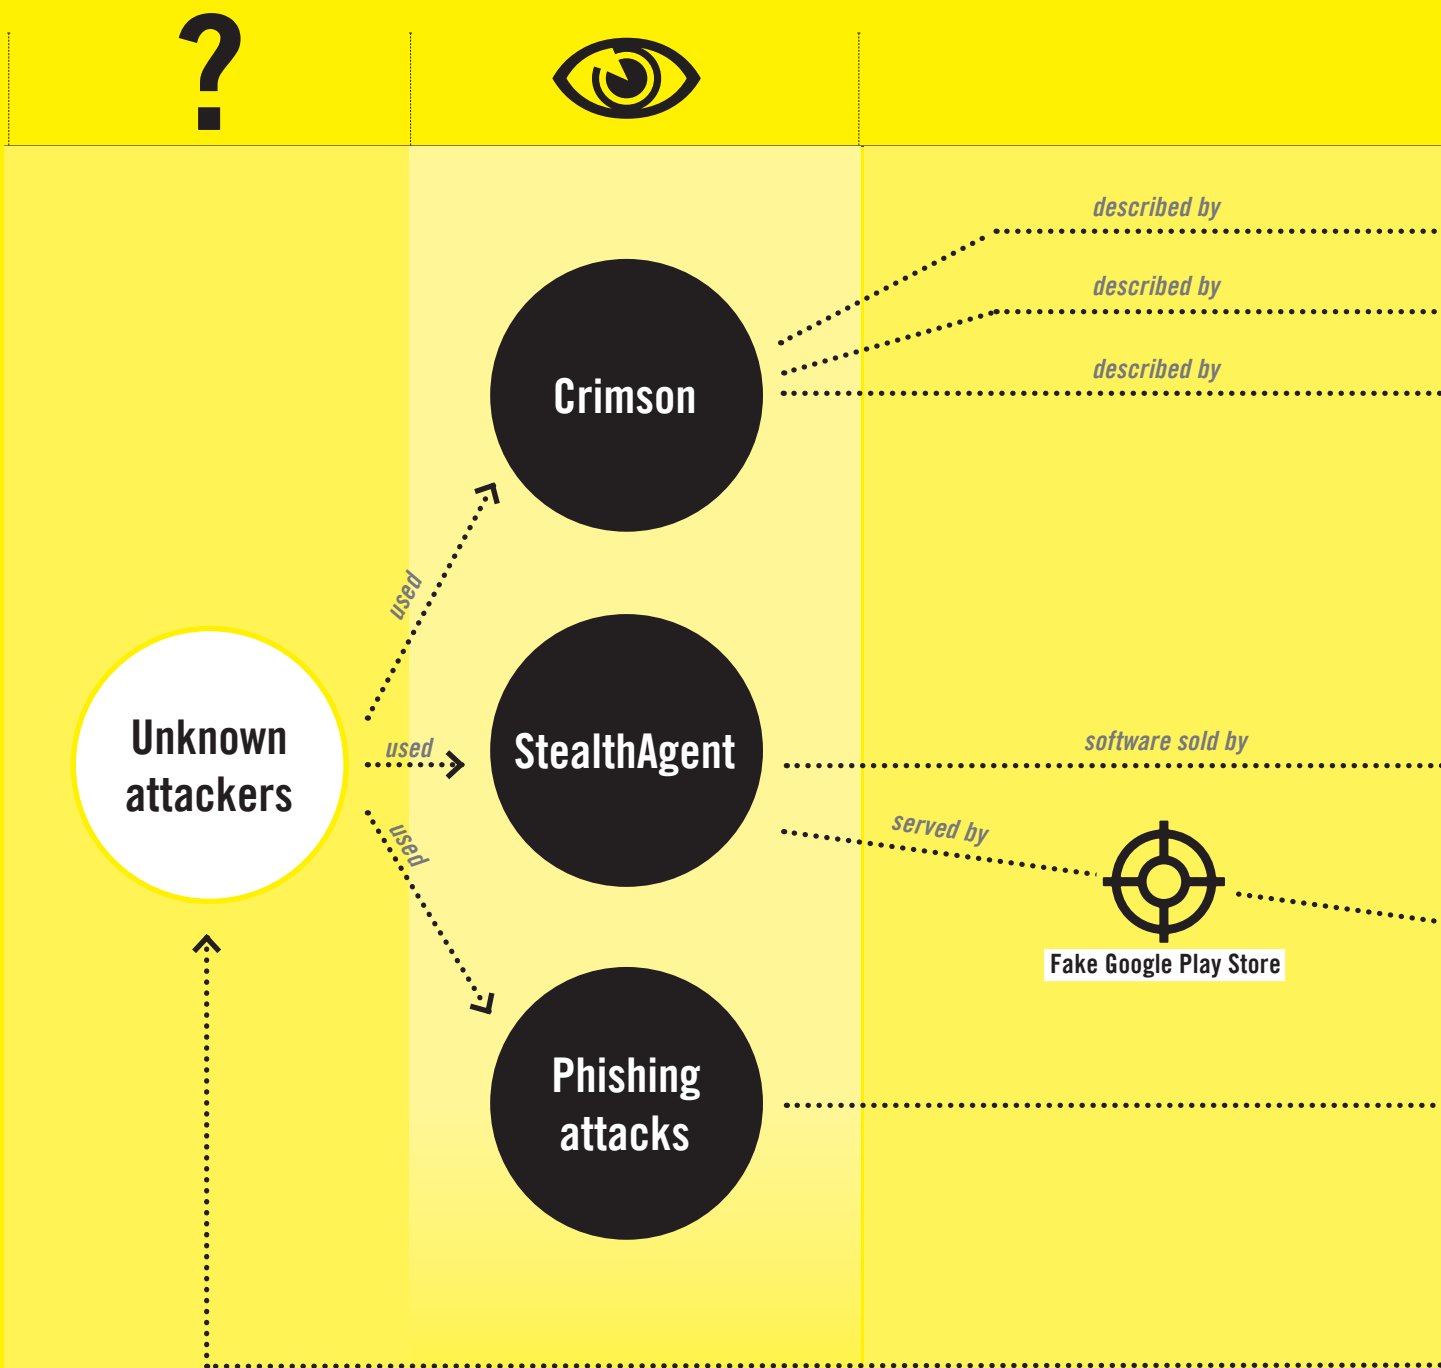 ?
described by
described by
described by
Crimson
used
Unknown
attackers
used
StealthAgent
software sold by
used
served by
Fake Google Play Store
Phishing
attacks